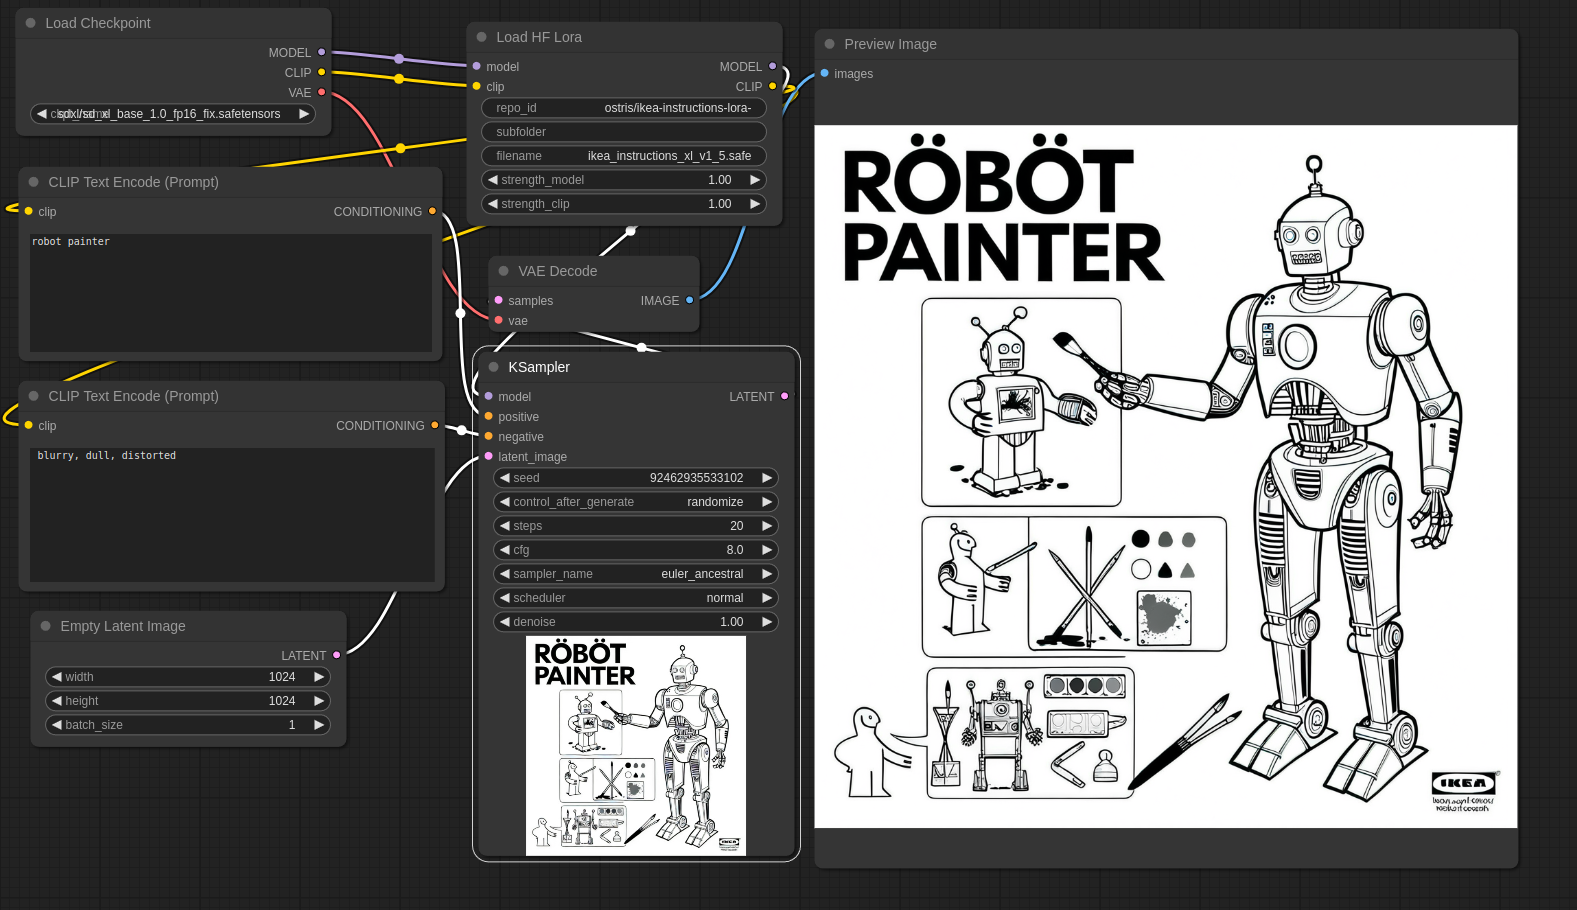 Load Checkpoint
MODEL
CLIP
VAE
sdxl/sd_xl_base_1.0_fp16_fix.safetensors
CLIP Text Encode (Prompt)
clip
CONDITIONING
robot painter
CLIP Text Encode (Prompt)
clip
CONDITIONING
blurry, dull, distorted
Empty Latent Image
LATENT
width 1024
height 1024
batch_size 1
Load HF Lora
model MODEL
clip CLIP
repo_id ostris/ikea-instructions-lora-
subfolder
filename ikea_instructions_xl_v1_5.safe
strength_model 1.00
strength_clip 1.00
VAE Decode
samples IMAGE
vae
KSampler
model LATENT
positive
negative
latent_image
seed 92462935533102
control_after_generate randomize
steps 20
cfg 8.0
sampler_name euler_ancestral
scheduler normal
denoise 1.00
RÖBÖT
PAINTER
IKEA
Preview Image
images
RÖBÖT
PAINTER
IKEA